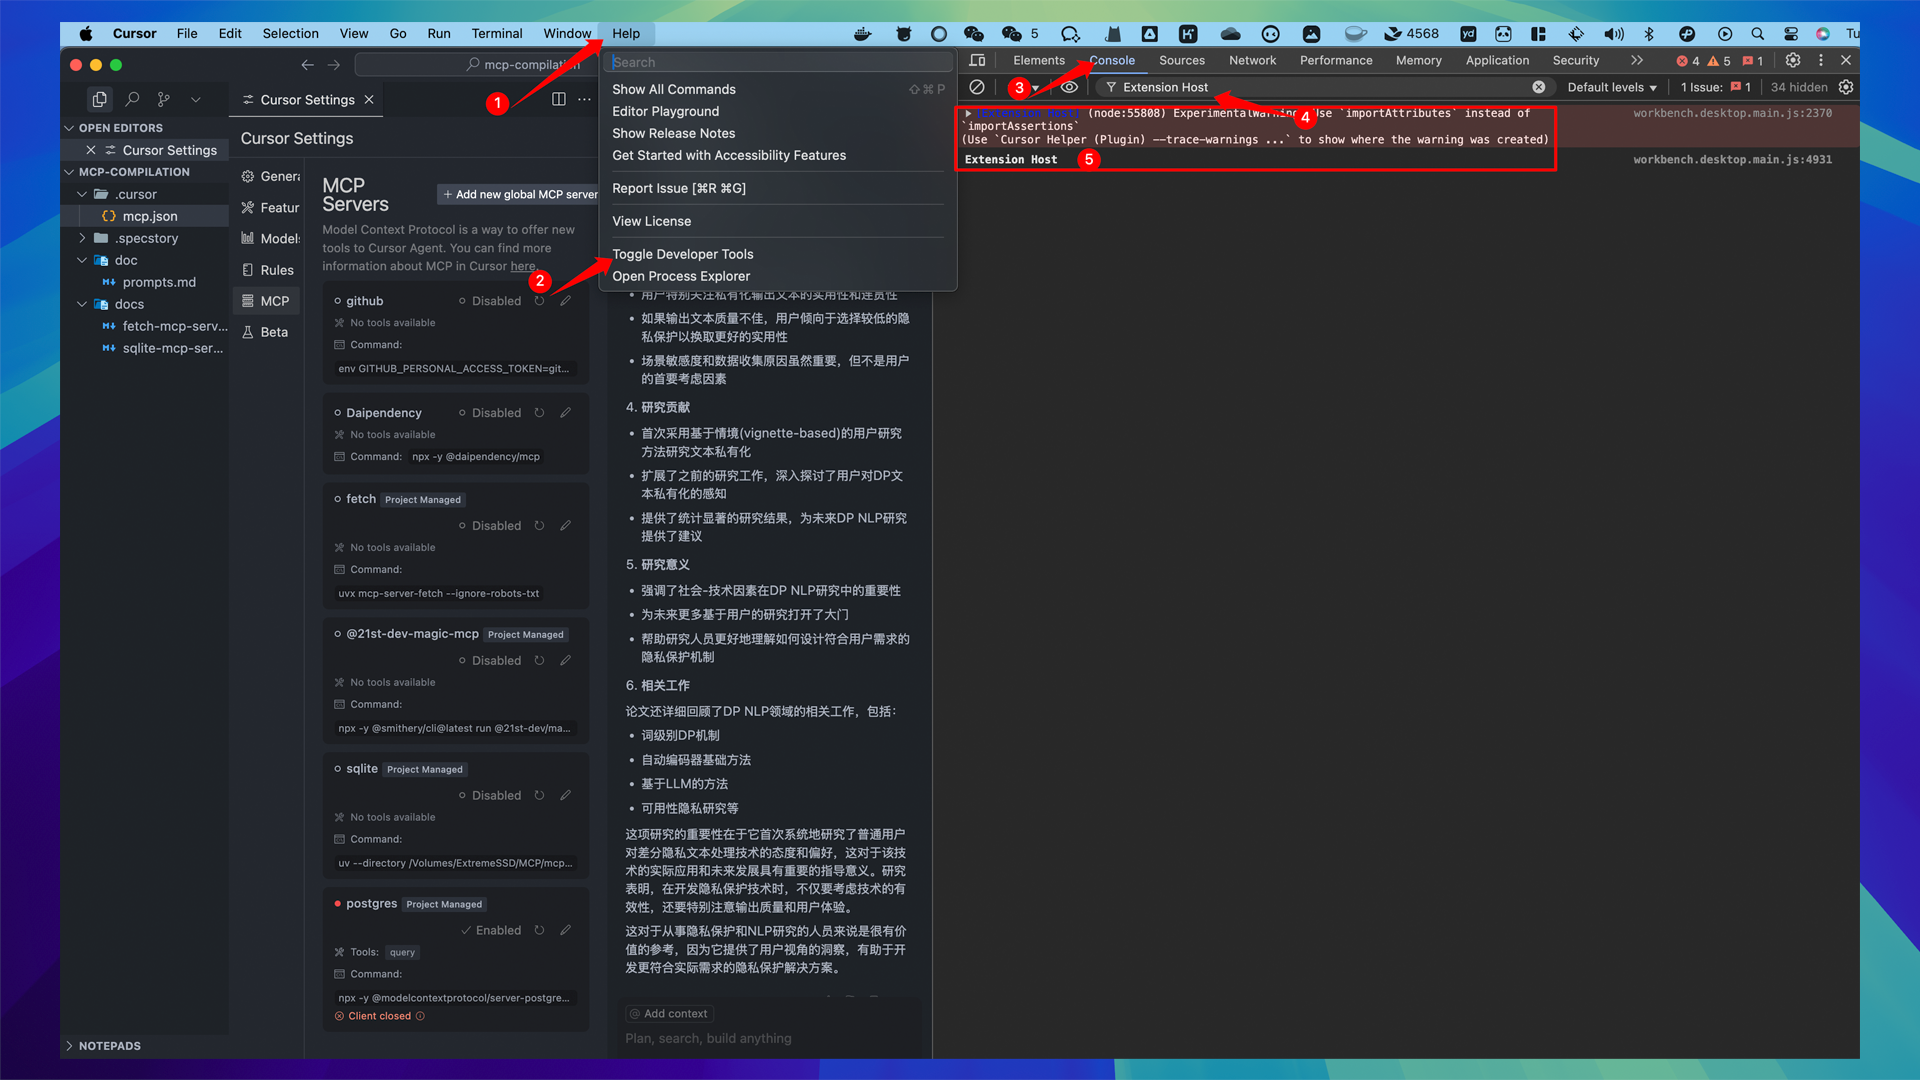 Cursor File Edit Selection View Go Run Terminal Window Help 5 4568 Tu
mcp-compilation
Cursor Settings
OPEN EDITORS
Cursor Settings
MCP-COMPILATION
.cursor
mcp.json
.specstory
doc
prompts.md
docs
fetch-mcp-serv...
sqlite-mcp-ser...
NOTEPADS
Cursor Settings
Genera
Featur
Models
Rules
MCP
Beta
MCP
Servers
+ Add new global MCP server
Model Context Protocol is a way to offer new
tools to Cursor Agent. You can find more
information about MCP in Cursor here.
github Disabled
No tools available
Command:
env GITHUB_PERSONAL_ACCESS_TOKEN=git...
Daipendency Disabled
No tools available
Command: npx -y @daipendency/mcp
fetch Project Managed
Disabled
No tools available
Command:
uvx mcp-server-fetch --ignore-robots-txt
@21st-dev-magic-mcp Project Managed
Disabled
No tools available
Command:
npx -y @smithery/cli@latest run @21st-dev/ma...
sqlite Project Managed
Disabled
No tools available
Command:
uv --directory /Volumes/ExtremeSSD/MCP/mcp...
postgres Project Managed
Enabled
Tools: query
Command:
npx -y @modelcontextprotocol/server-postgre...
Client closed
1
2
Search
Show All Commands ⇧⌘P
Editor Playground
Show Release Notes
Get Started with Accessibility Features
Report Issue [⌘R ⌘G]
View License
Toggle Developer Tools
Open Process Explorer
用户特别关注私有化输出文本的实用性和连贯性
• 如果输出文本质量不佳，用户倾向于选择较低的隐
私保护以换取更好的实用性
• 场景敏感度和数据收集原因虽然重要，但不是用户
的首要考虑因素
4. 研究贡献
• 首次采用基于情境(vignette-based)的用户研究
方法研究文本私有化
• 扩展了之前的研究工作，深入探讨了用户对DP文
本私有化的感知
• 提供了统计显著的研究结果，为未来DP NLP研究
提供了建议
5. 研究意义
• 强调了社会-技术因素在DP NLP研究中的重要性
• 为未来更多基于用户的研究打开了大门
• 帮助研究人员更好地理解如何设计符合用户需求的
隐私保护机制
6. 相关工作
论文还详细回顾了DP NLP领域的相关工作，包括：
• 词级别DP机制
• 自动编码器基础方法
• 基于LLM的方法
• 可用性隐私研究等
这项研究的重要性在于它首次系统地研究了普通用户
对差分隐私文本处理技术的态度和偏好，这对于该技
术的实际应用和未来发展具有重要的指导意义。研究
表明，在开发隐私保护技术时，不仅要考虑技术的有
效性，还要特别注意输出质量和用户体验。
这对于从事隐私保护和NLP研究的人员来说是很有价
值的参考，因为它提供了用户视角的洞察，有助于开
发更符合实际需求的隐私保护解决方案。
@ Add context
Plan, search, build anything
Elements Console Sources Network Performance Memory Application Security 4 5 1
3
Extension Host Default levels 1 Issue: 1 34 hidden
4
[Extension Host] (node:55808) ExperimentalWarning Use `importAttributes` instead of workbench.desktop.main.js:2370
`importAssertions`
(Use `Cursor Helper (Plugin) --trace-warnings ...` to show where the warning was created)
Extension Host 5 workbench.desktop.main.js:4931